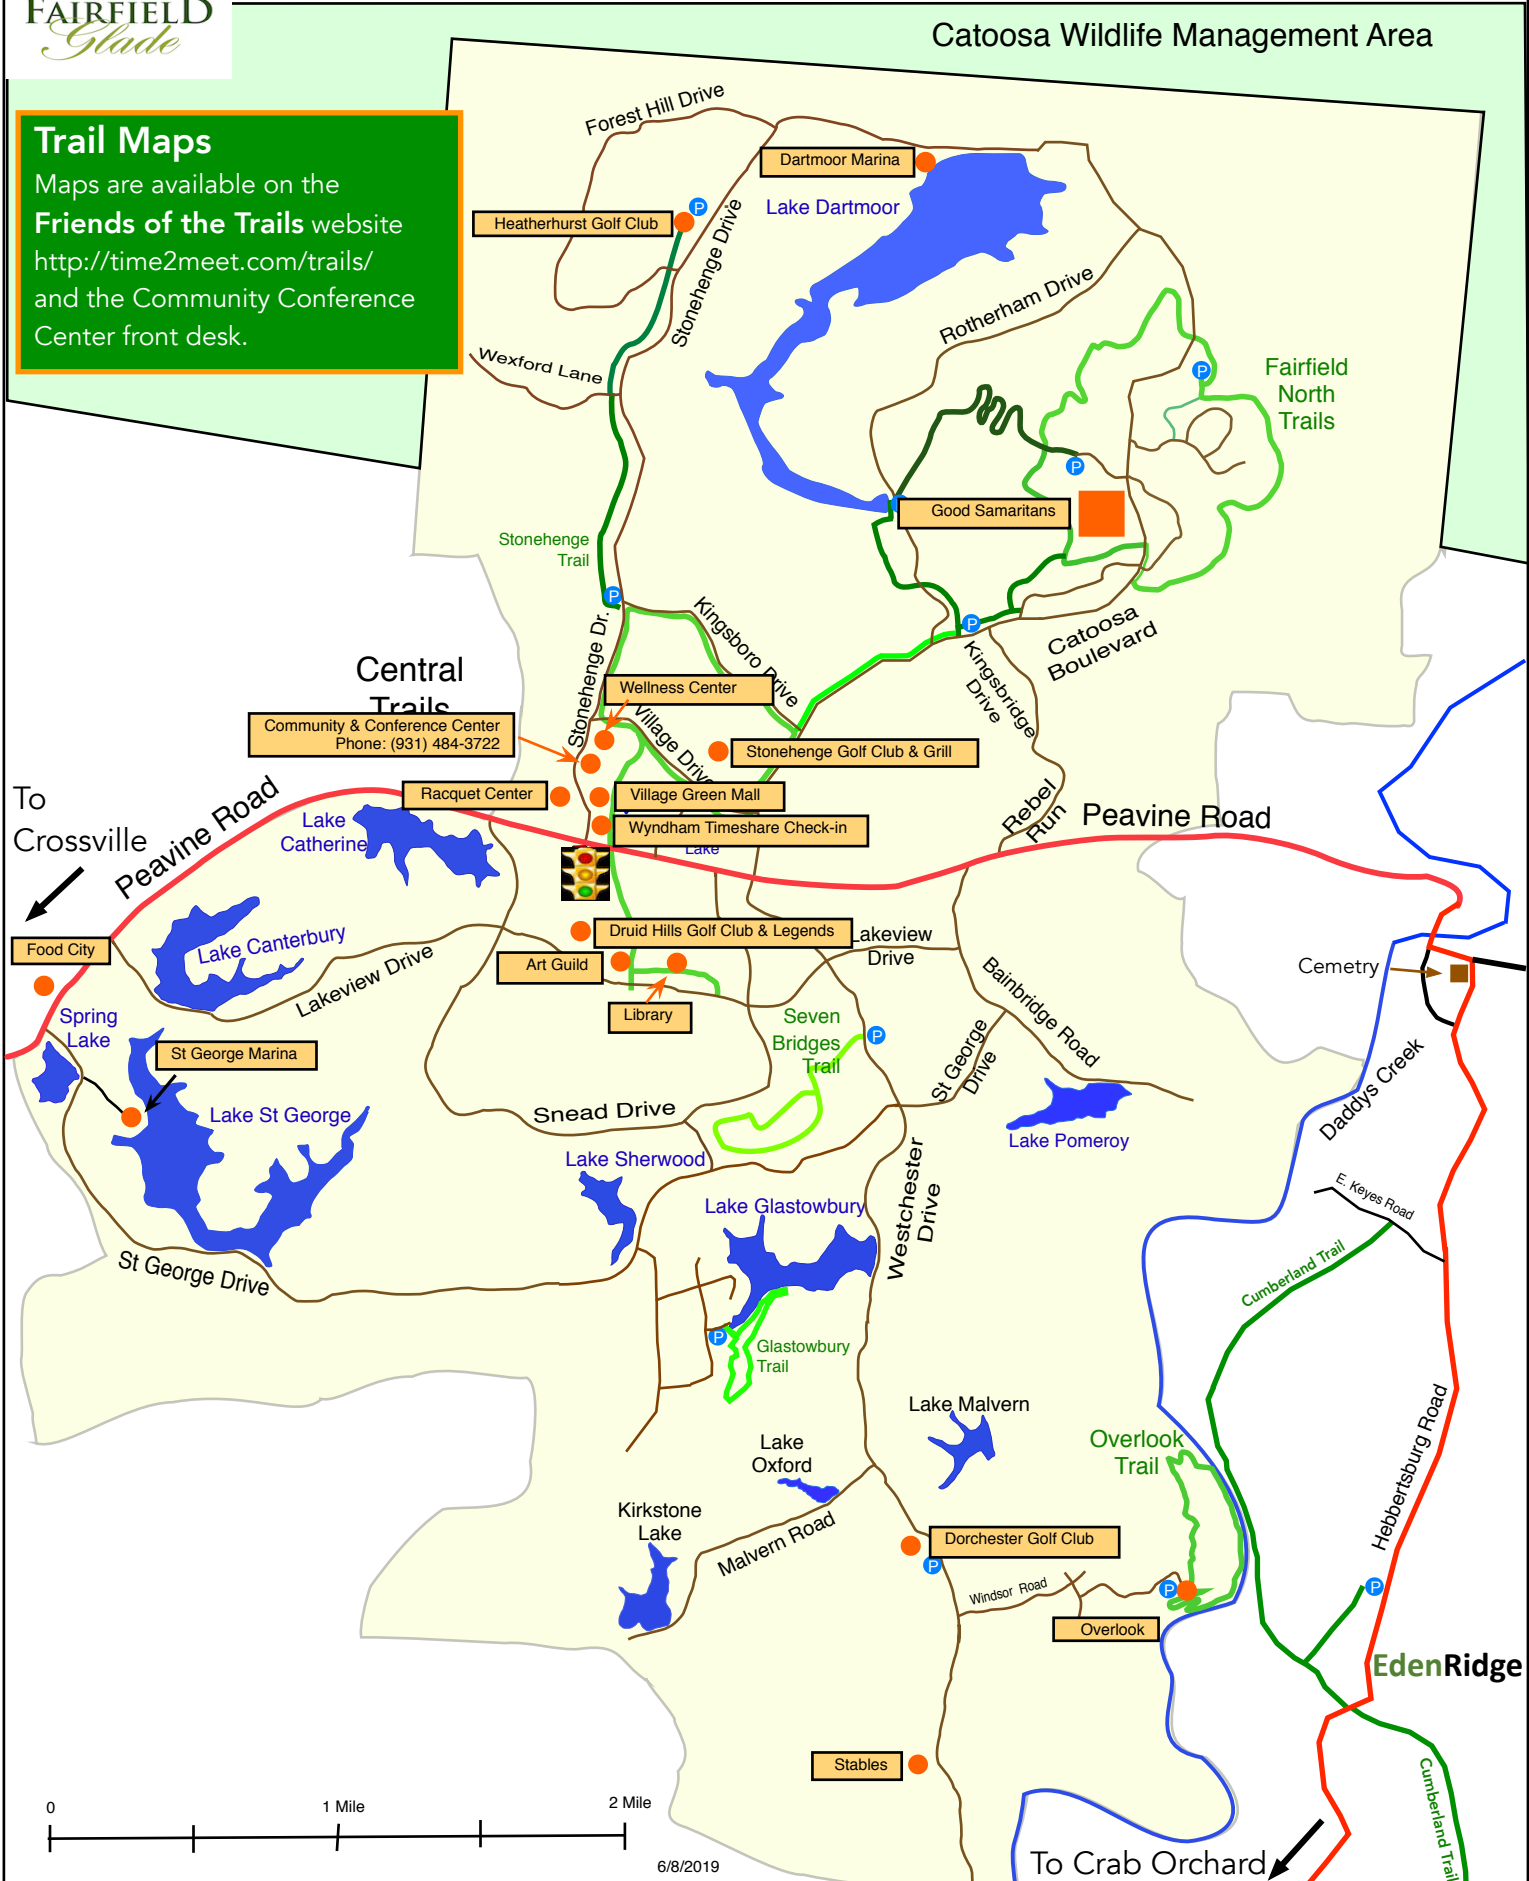 FAIRFIELD
Glade
Catoosa Wildlife Management Area
Trail Maps
Maps are available on the
Friends of the Trails website
http://time2meet.com/trails/
and the Community Conference
Center front desk.
Forest Hill Drive
Dartmoor Marina
Lake Dartmoor
P
Heatherhurst Golf Club
Stonehenge Drive
Rotherham Drive
Wexford Lane
P
Fairfield
North
Trails
P
Good Samaritans
Stonehenge
Trail
P
Kingsboro Drive
P
Catoosa
Boulevard
Stonehenge Dr.
Kingsbridge
Drive
Central
Trails
Wellness Center
Community & Conference Center
Phone: (931) 484-3722
Village Drive
Stonehenge Golf Club & Grill
To
Crossville
Peavine Road
Racquet Center
Village Green Mall
Rebel
Run
Peavine Road
Lake
Catherine
Wyndham Timeshare Check-in
Lake
Food City
Lake Canterbury
Lakeview Drive
Druid Hills Golf Club & Legends
Lakeview
Drive
Art Guild
Library
Bainbridge Road
Cemetry
Spring
Lake
St George Marina
Seven
Bridges
Trail
P
St George
Drive
Daddys Creek
Lake St George
Snead Drive
Lake Pomeroy
Lake Sherwood
Westchester
Drive
E. Keyes Road
Lake Glastowbury
St George Drive
Cumberland Trail
P
Glastowbury
Trail
Lake Malvern
Hebbertsburg Road
Lake
Oxford
Overlook
Trail
Kirkstone
Lake
Malvern Road
Dorchester Golf Club
P
Windsor Road
P
P
Overlook
EdenRidge
Stables
Cumberland Trail
0
1 Mile
2 Mile
6/8/2019
To Crab Orchard